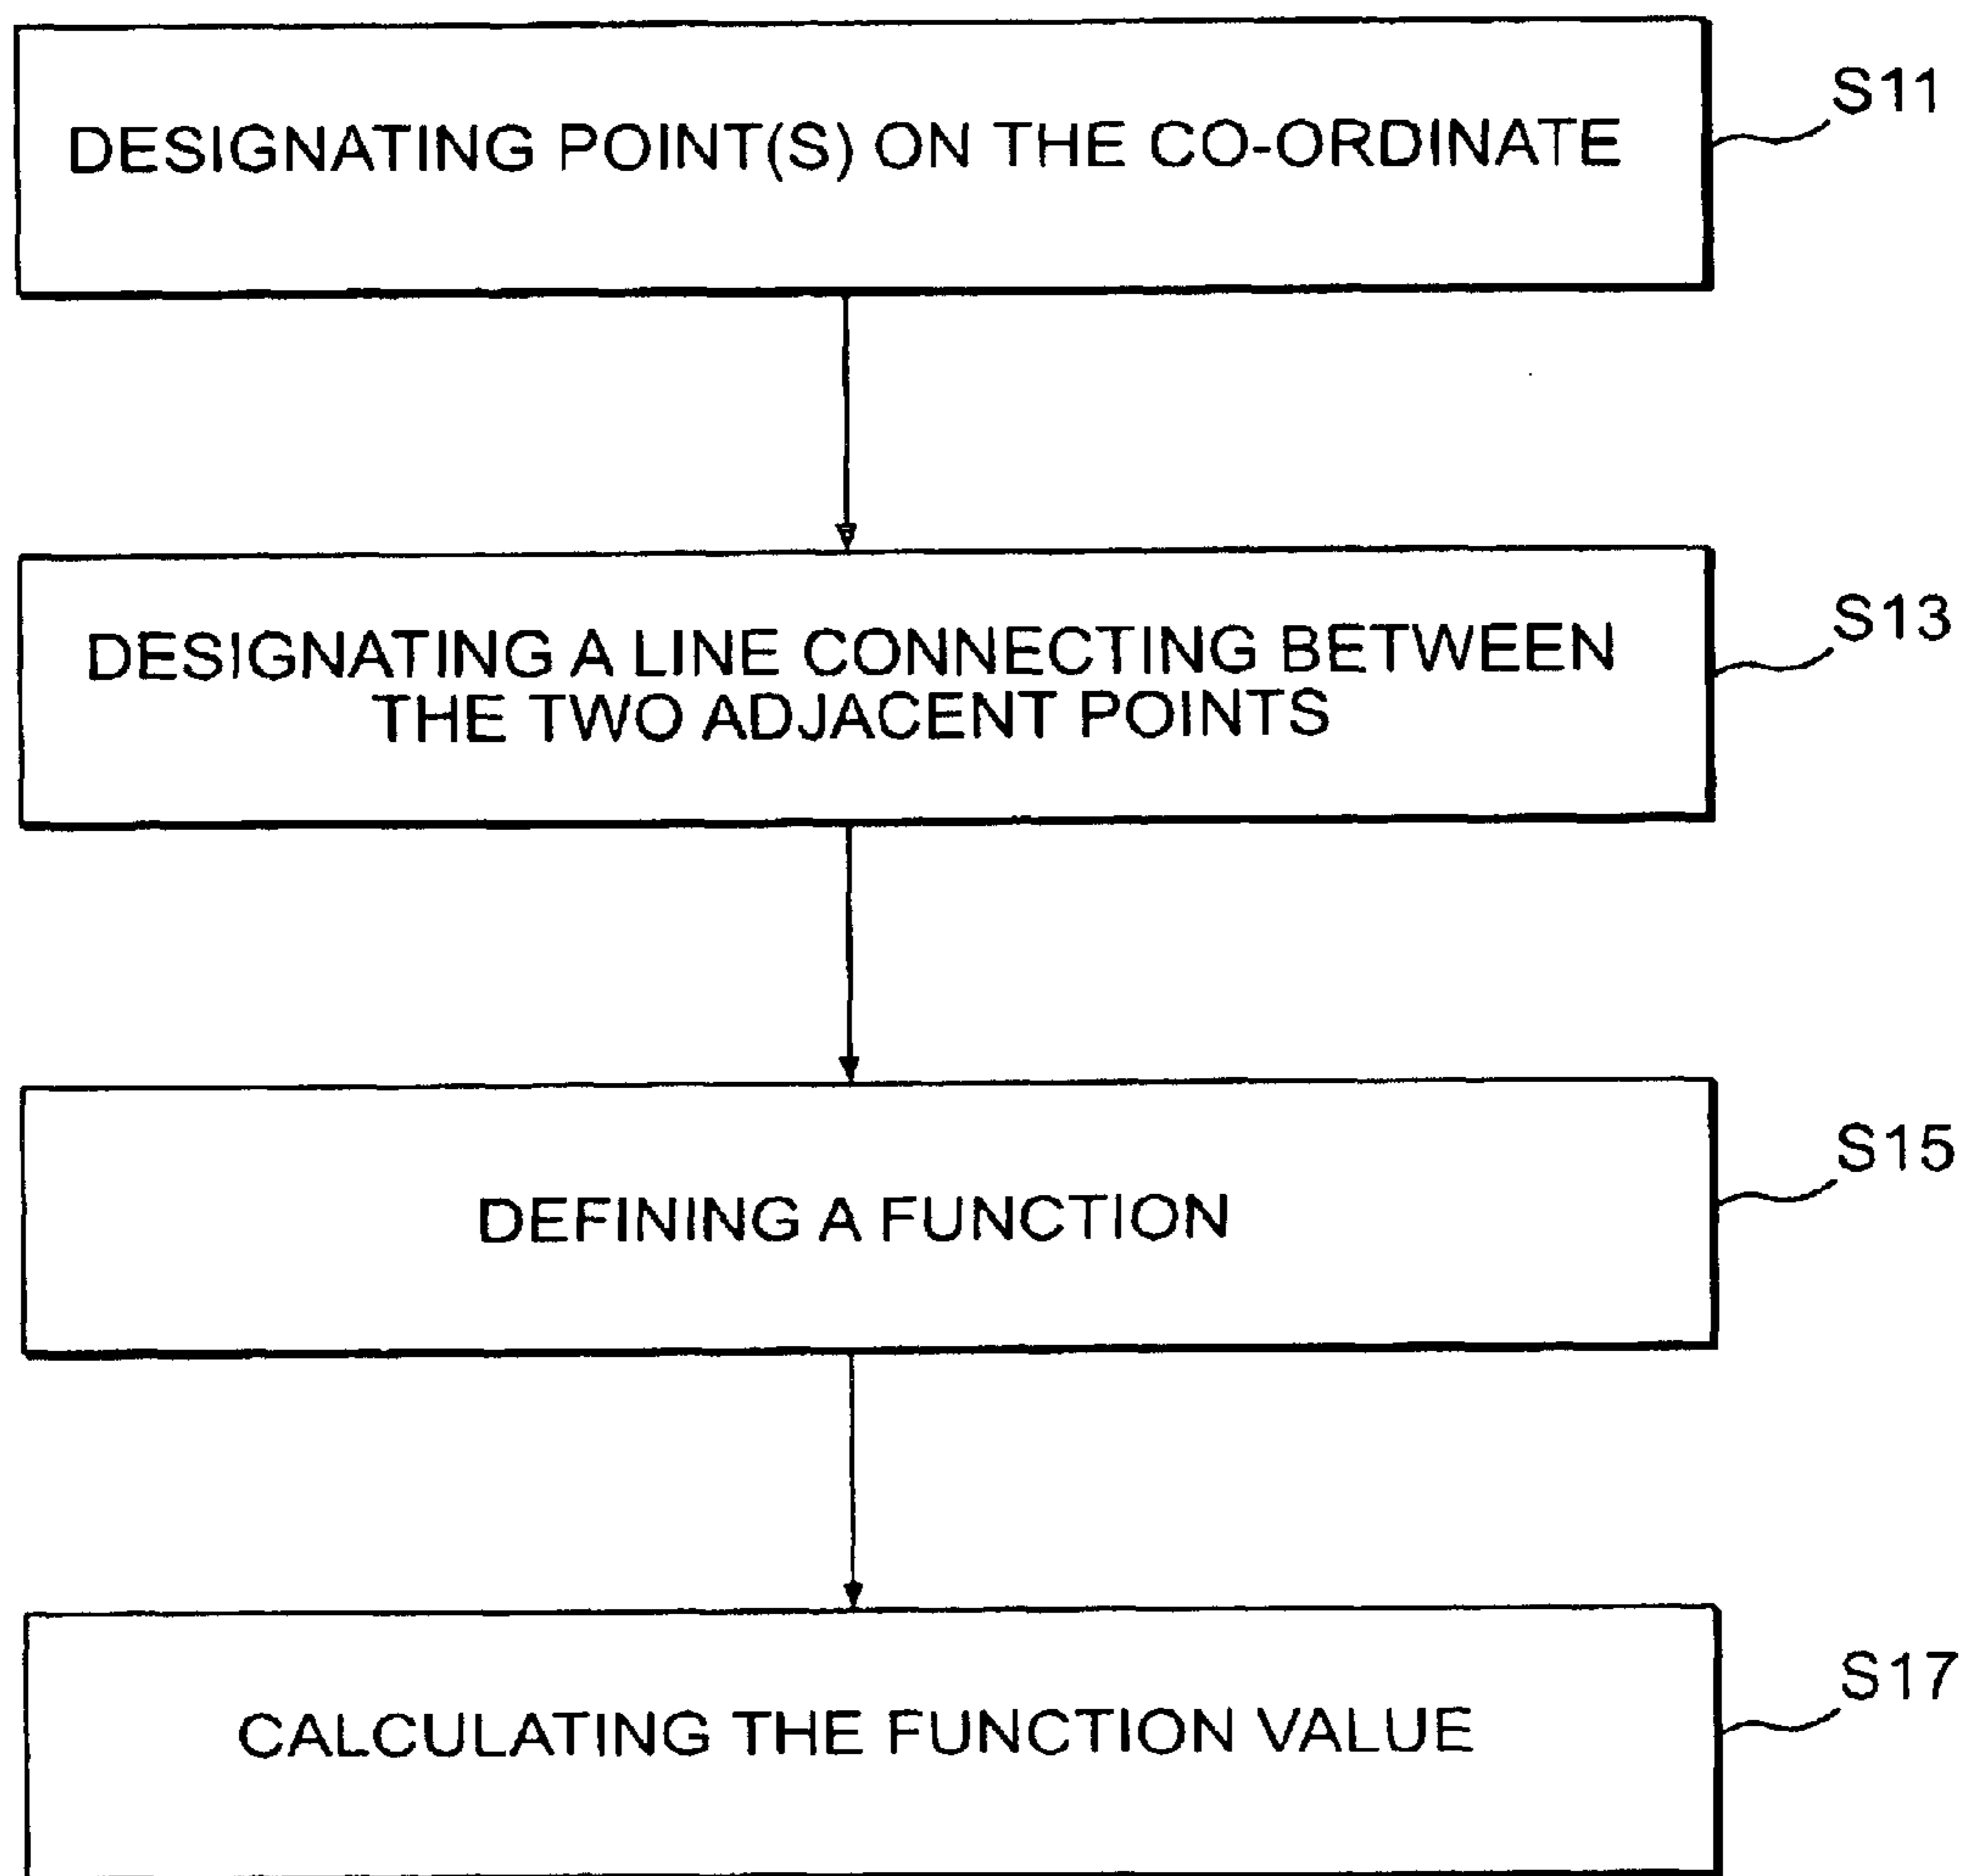 S11
DESIGNATING POINT(S) ON THE CO-ORDINATE
S13
DESIGNATING A LINE CONNECTING BETWEEN
THE TWO ADJACENT POINTS
S15
DEFINING A FUNCTION
S17
CALCULATING THE FUNCTION VALUE